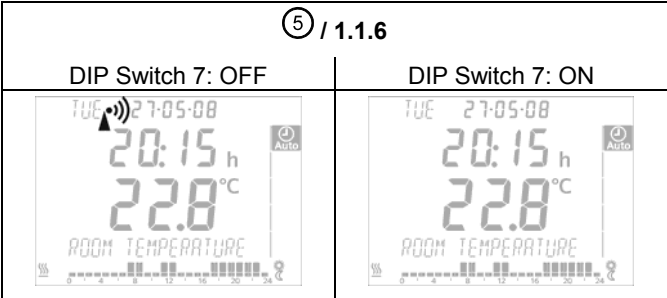 ⑤ / 1.1.6
DIP Switch 7: OFF
TUE 27-05-08
20:15 h
Auto
22.8 °C
ROOM TEMPERATURE
0 4 8 12 16 20 24
DIP Switch 7: ON
TUE 27-05-08
20:15 h
Auto
22.8 °C
ROOM TEMPERATURE
0 4 8 12 16 20 24